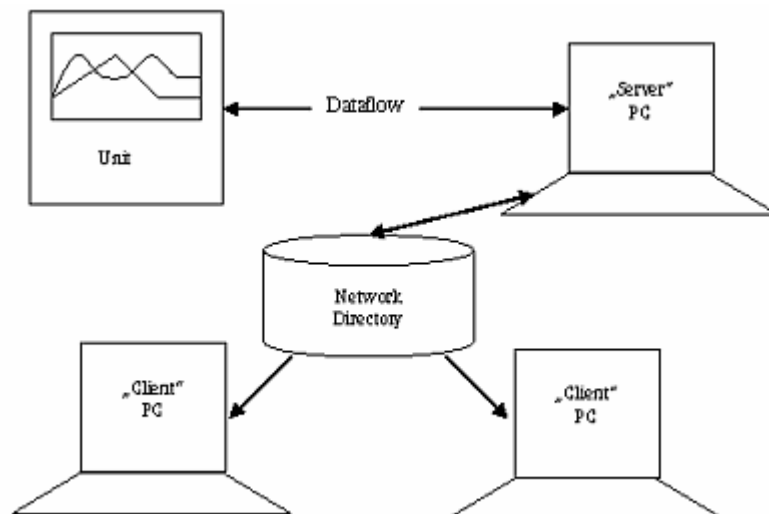 Unit
Dataflow
„Server“
PC
Network
Directory
„Client“
PC
„Client“
PC